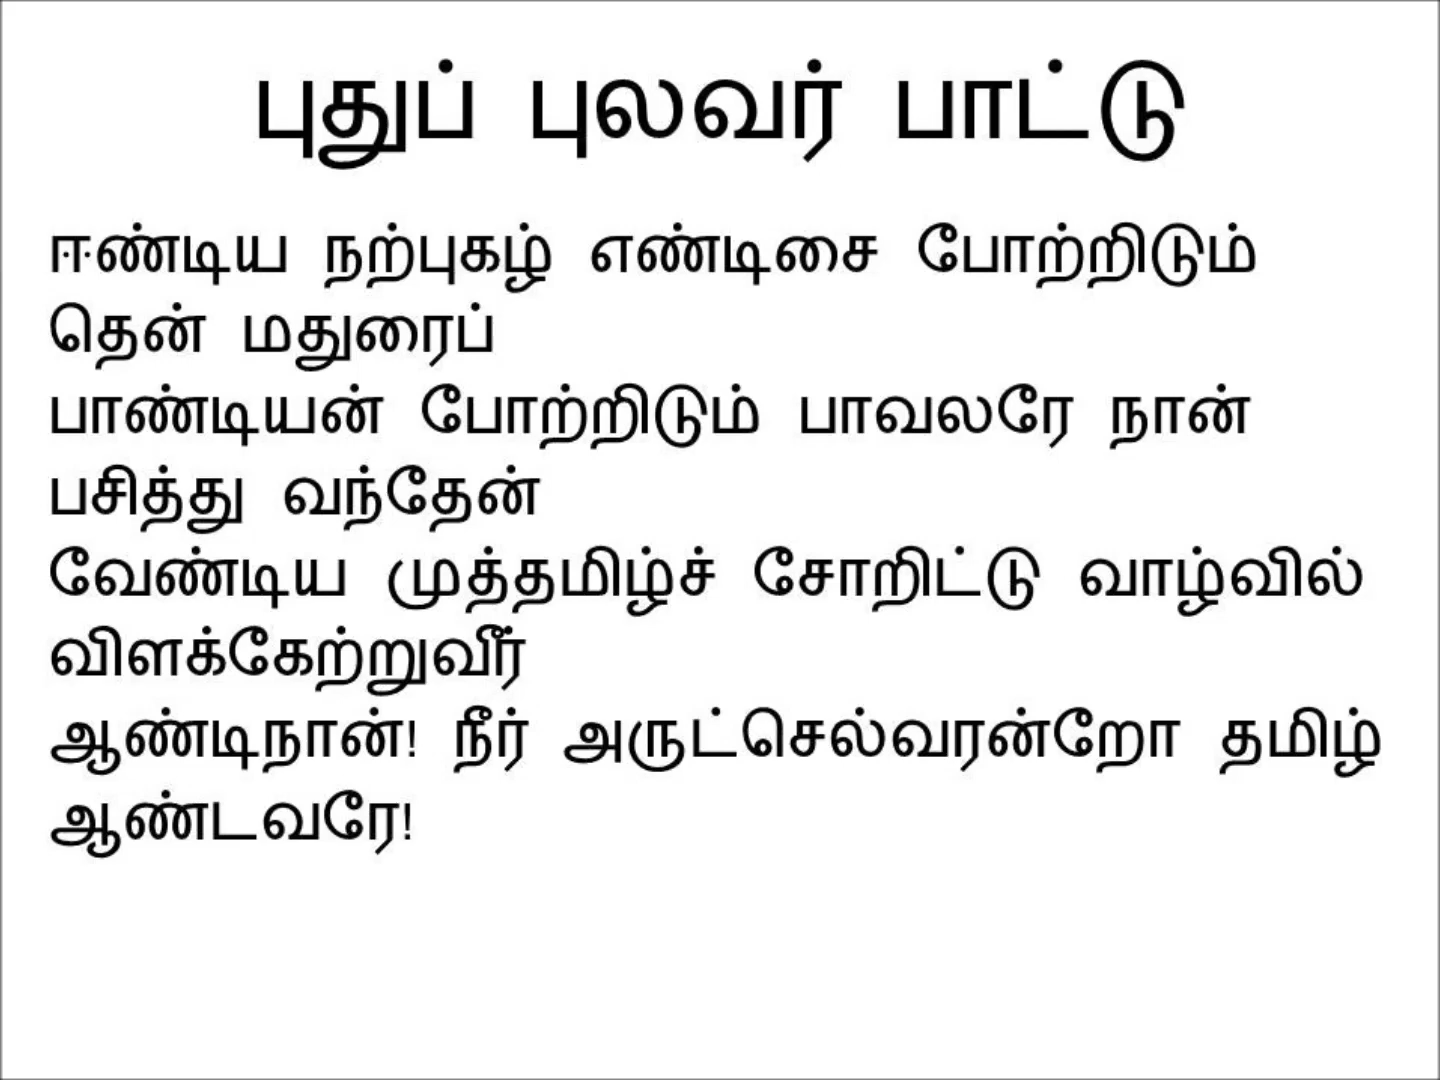 புதுப் புலவர் பாட்டு
ஈண்டிய நற்புகழ் எண்டிசை போற்றிடும்
தென் மதுரைப்
பாண்டியன் போற்றிடும் பாவலரே நான்
பசித்து வந்தேன்
வேண்டிய முத்தமிழ்ச் சோறிட்டு வாழ்வில்
விளக்கேற்றுவீர்
ஆண்டிநான்! நீர் அருட்செல்வரன்றோ தமிழ்
ஆண்டவரே!